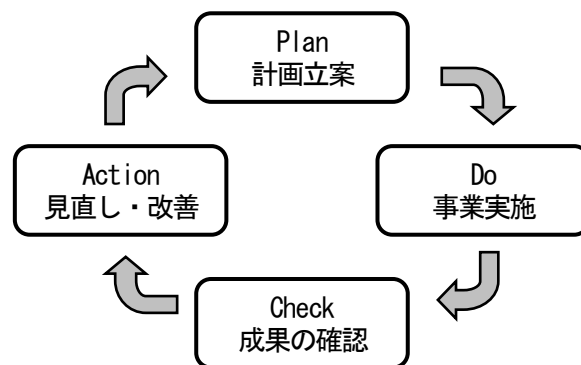 Plan
計画立案
Do
事業実施
Check
成果の確認
Action
見直し・改善